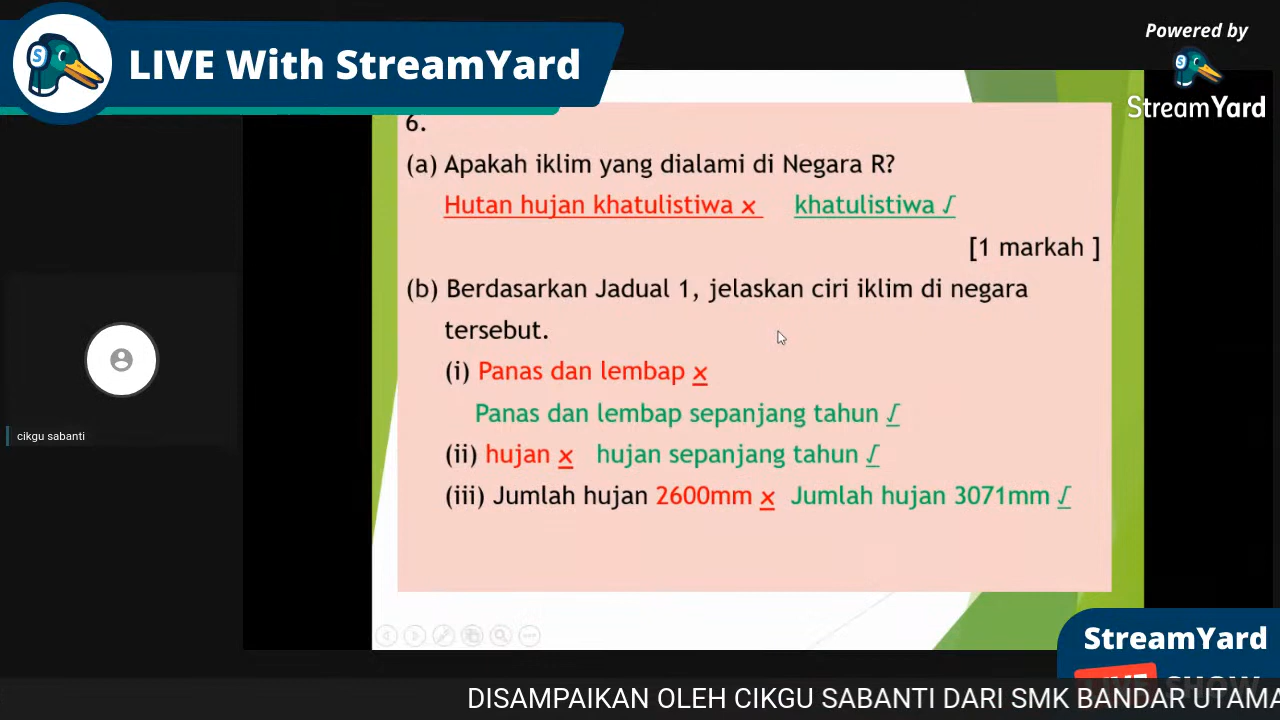 LIVE With StreamYard
Powered by
StreamYard
6.
(a) Apakah iklim yang dialami di Negara R?
Hutan hujan khatulistiwa x khatulistiwa √
[1 markah ]
(b) Berdasarkan Jadual 1, jelaskan ciri iklim di negara
tersebut.
(i) Panas dan lembap x
Panas dan lembap sepanjang tahun √
(ii) hujan x hujan sepanjang tahun √
(iii) Jumlah hujan 2600mm x Jumlah hujan 3071mm √
cikgu sabanti
StreamYard
DISAMPAIKAN OLEH CIKGU SABANTI DARI SMK BANDAR UTAMA